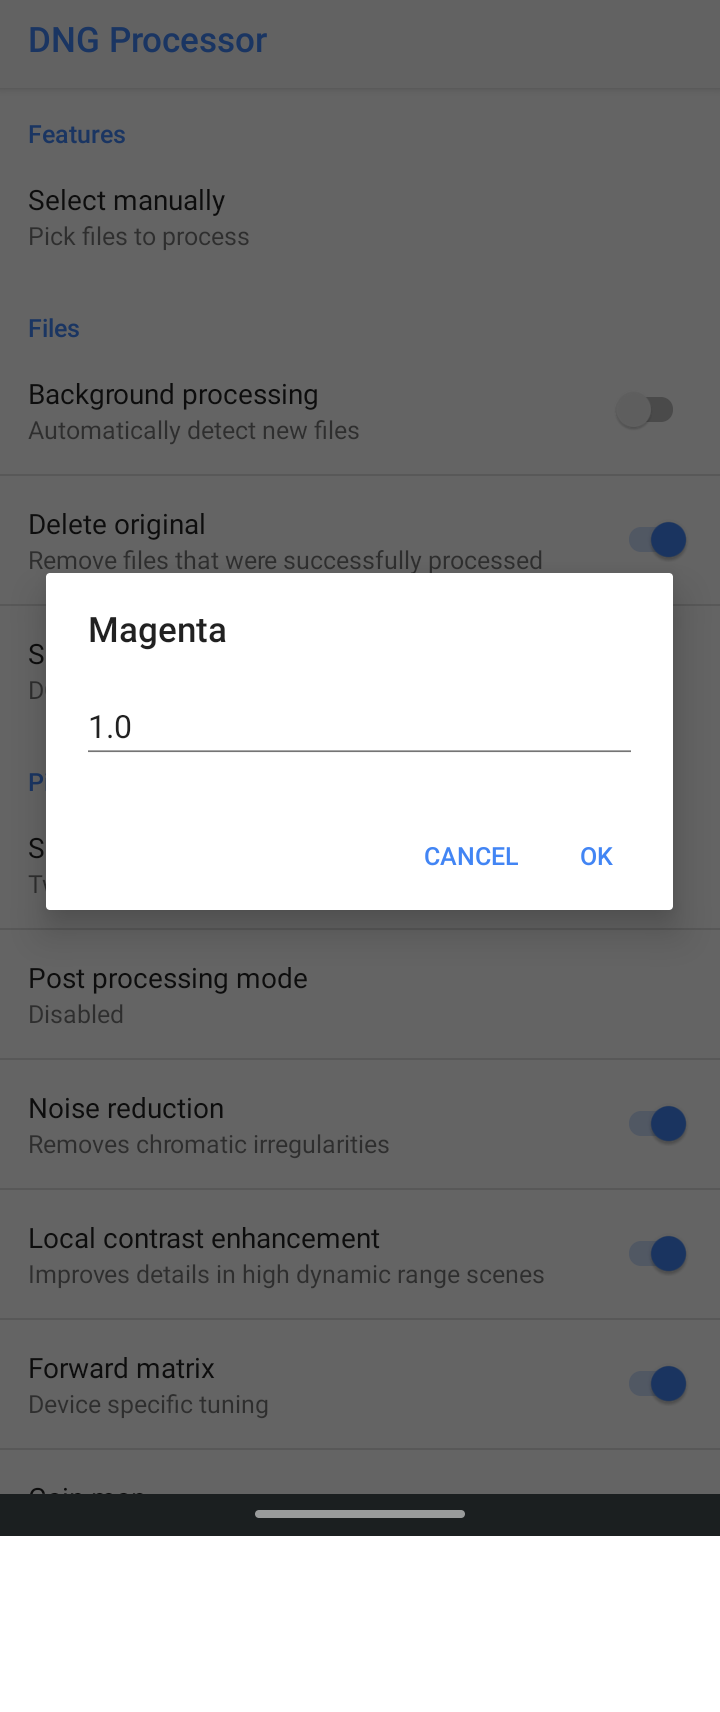 DNG Processor
Features
Select manually
Pick files to process
Files
Background processing
Automatically detect new files
Delete original
Remove files that were successfully processed
Magenta
1.0
CANCEL
OK
Post processing mode
Disabled
Noise reduction
Removes chromatic irregularities
Local contrast enhancement
Improves details in high dynamic range scenes
Forward matrix
Device specific tuning